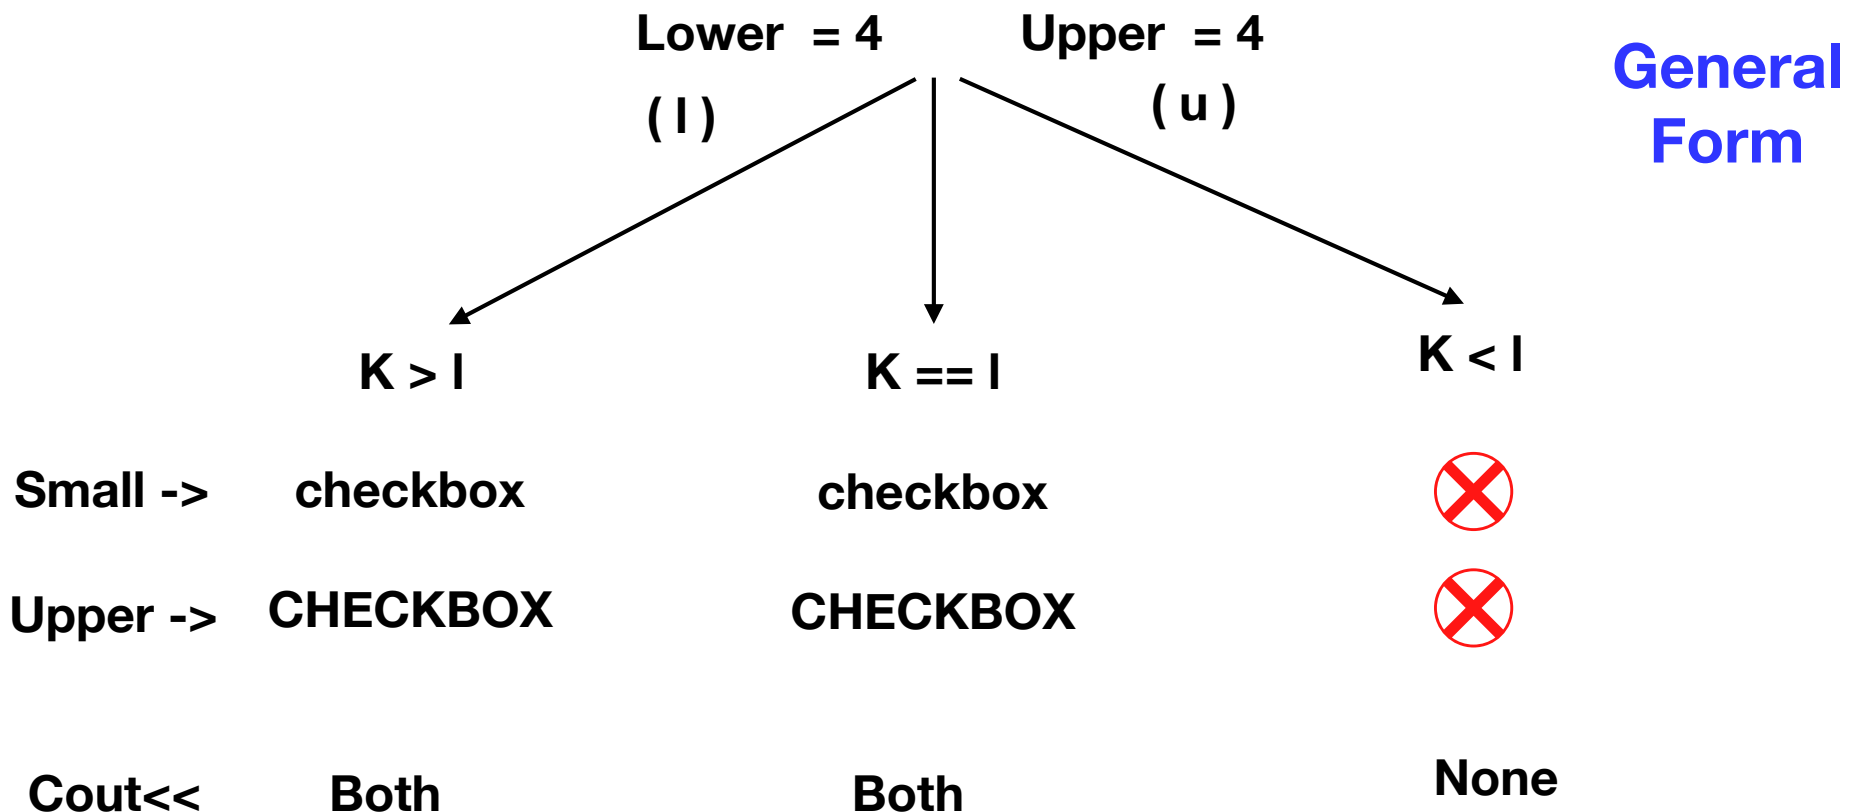 Lower = 4 Upper = 4
( l ) ( u )
General
Form
K > l K == l K < l
Small -> checkbox checkbox
Upper -> CHECKBOX CHECKBOX
Cout<< Both Both None